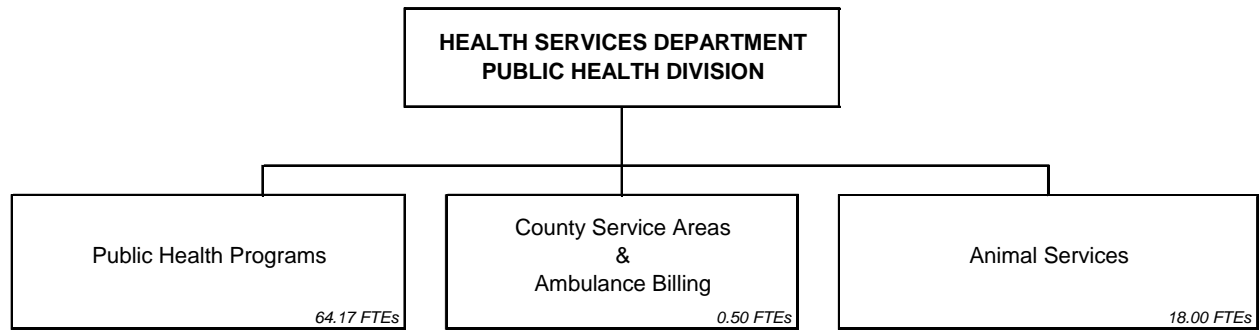 HEALTH SERVICES DEPARTMENT
PUBLIC HEALTH DIVISION
Public Health Programs
64.17 FTEs
County Service Areas
&
Ambulance Billing
0.50 FTEs
Animal Services
18.00 FTEs